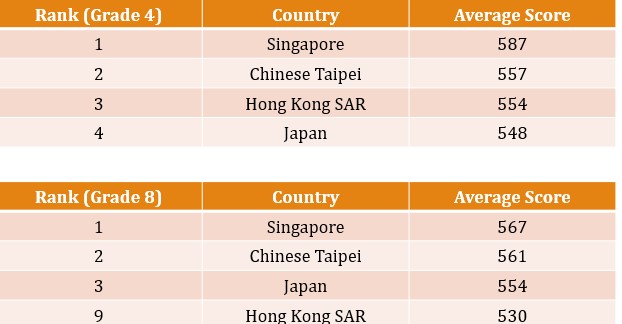 Rank (Grade 4) Country Average Score
1 Singapore 587
2 Chinese Taipei 557
3 Hong Kong SAR 554
4 Japan 548
Rank (Grade 8) Country Average Score
1 Singapore 567
2 Chinese Taipei 561
3 Japan 554
9 Hong Kong SAR 530